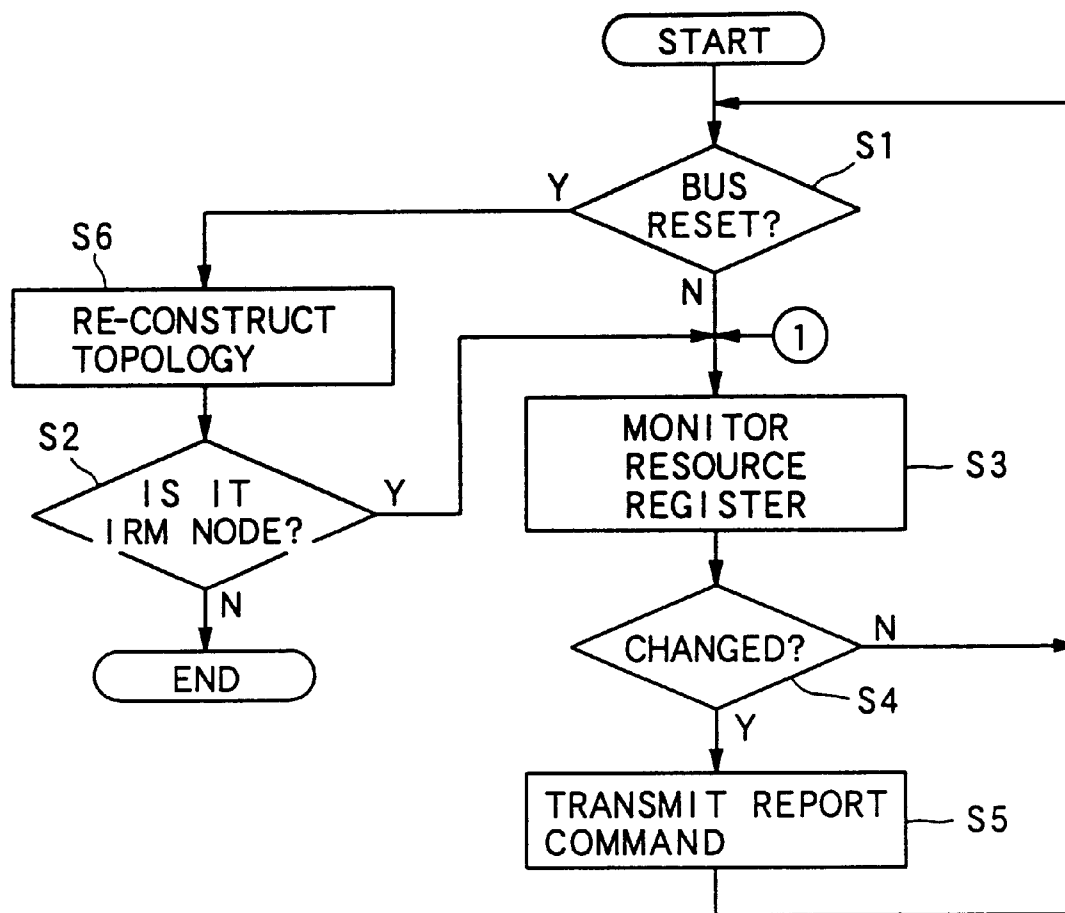 START
S1
Y
BUS
RESET?
S6
N
RE-CONSTRUCT
TOPOLOGY
1
S2
MONITOR
RESOURCE
REGISTER
S3
IS IT
IRM NODE?
Y
N
CHANGED?
N
END
S4
Y
TRANSMIT REPORT
COMMAND
S5